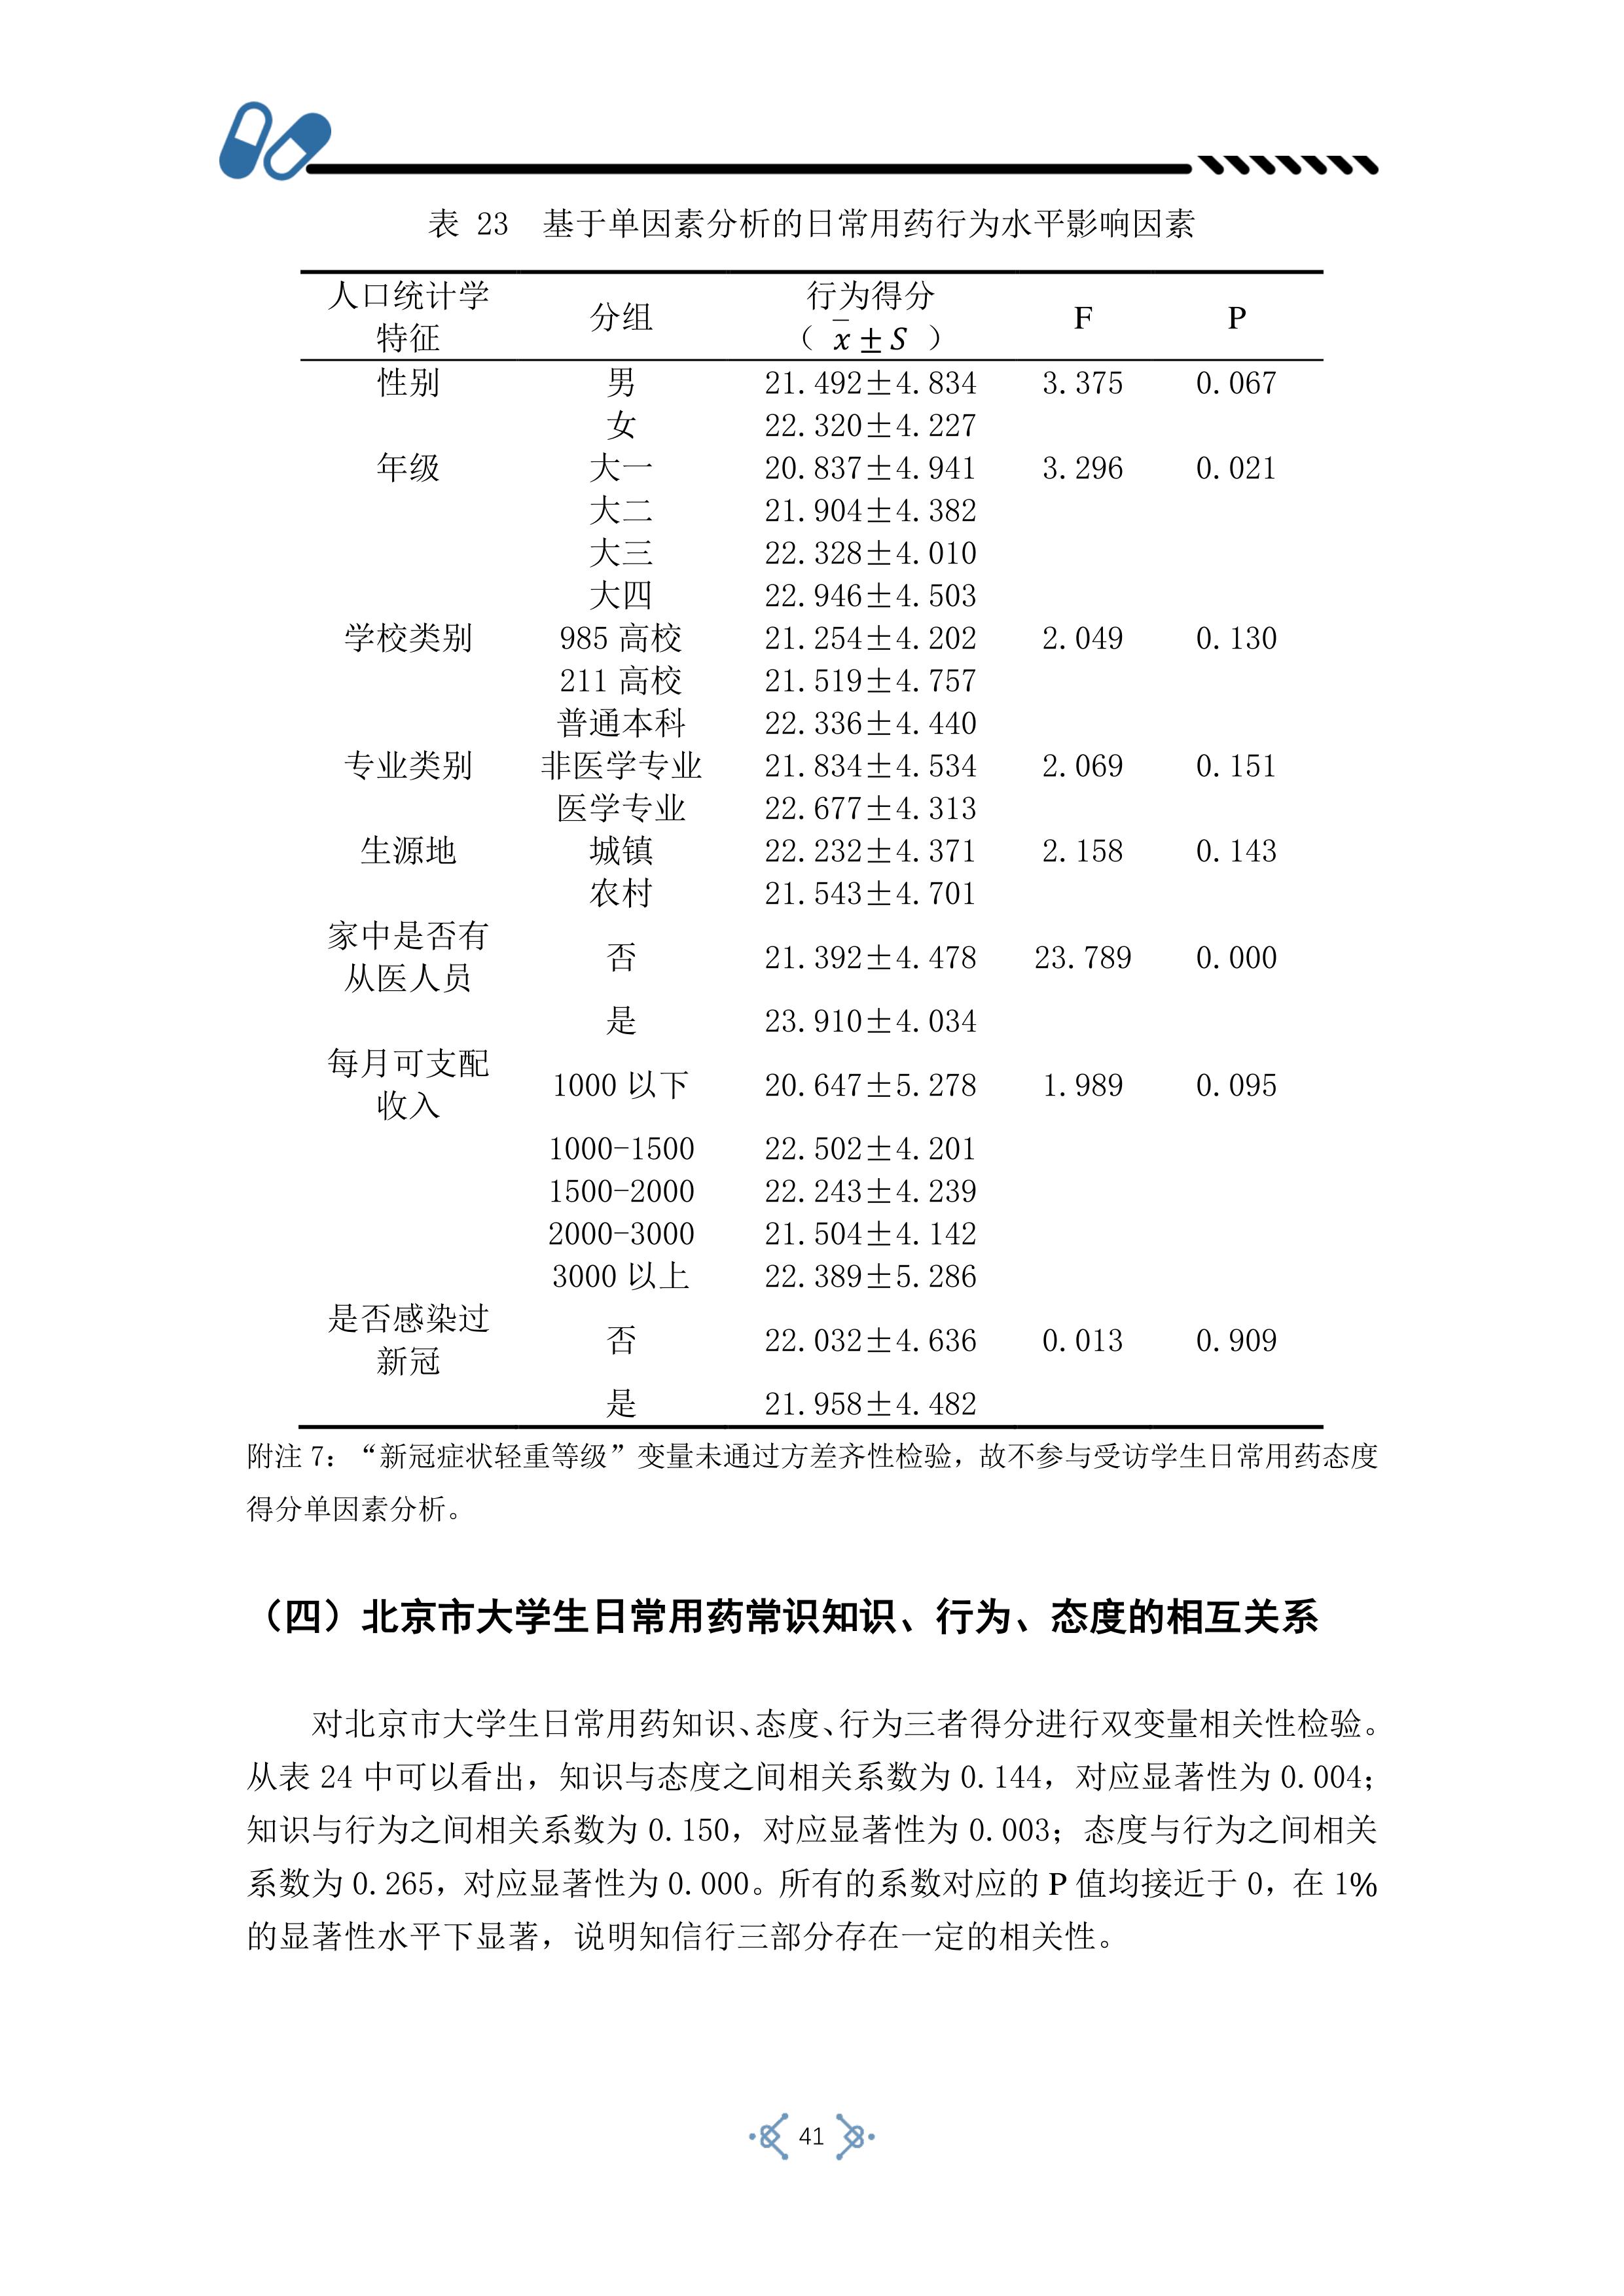 表 23 基于单因素分析的日常用药行为水平影响因素
人口统计学特征 分组 行为得分（x̄±S） F P
性别 男 21.492±4.834 3.375 0.067
女 22.320±4.227
年级 大一 20.837±4.941 3.296 0.021
大二 21.904±4.382
大三 22.328±4.010
大四 22.946±4.503
学校类别 985 高校 21.254±4.202 2.049 0.130
211 高校 21.519±4.757
普通本科 22.336±4.440
专业类别 非医学专业 21.834±4.534 2.069 0.151
医学专业 22.677±4.313
生源地 城镇 22.232±4.371 2.158 0.143
农村 21.543±4.701
家中是否有从医人员 否 21.392±4.478 23.789 0.000
是 23.910±4.034
每月可支配收入 1000 以下 20.647±5.278 1.989 0.095
1000-1500 22.502±4.201
1500-2000 22.243±4.239
2000-3000 21.504±4.142
3000 以上 22.389±5.286
是否感染过新冠 否 22.032±4.636 0.013 0.909
是 21.958±4.482
附注 7：“新冠症状轻重等级”变量未通过方差齐性检验，故不参与受访学生日常用药态度
得分单因素分析。
（四）北京市大学生日常用药常识知识、行为、态度的相互关系
对北京市大学生日常用药知识、态度、行为三者得分进行双变量相关性检验。
从表 24 中可以看出，知识与态度之间相关系数为 0.144，对应显著性为 0.004；
知识与行为之间相关系数为 0.150，对应显著性为 0.003；态度与行为之间相关
系数为 0.265，对应显著性为 0.000。所有的系数对应的 P 值均接近于 0，在 1%
的显著性水平下显著，说明知信行三部分存在一定的相关性。
41